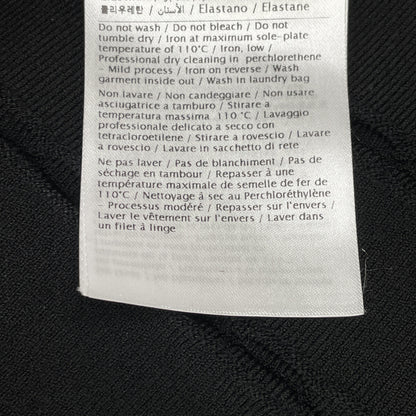 폴리우레탄 / الأستان / Elastano / Elastane
Do not wash / Do not bleach / Do not
tumble dry / Iron at maximum sole-plate
temperature of 110°C / Iron, low /
Professional dry cleaning in perchlorethene
- Mild process / Iron on reverse / Wash
garment inside out / Wash in laundry bag
Non lavare / Non candeggiare / Non usare
asciugatrice a tamburo / Stirare a
temperatura massima 110°C / Lavaggio
professionale delicato a secco con
tetracloroetilene / Stirare a rovescio / Lavare
a rovescio / Lavare in sacchetto di rete
Ne pas laver / Pas de blanchiment / Pas de
séchage en tambour / Repasser à une
température maximale de semelle de fer de
110°C / Nettoyage à sec au Perchloréthylène
- Processus modéré / Repasser sur l'envers
/ Laver le vêtement sur l'envers / Laver dans
un filet à linge